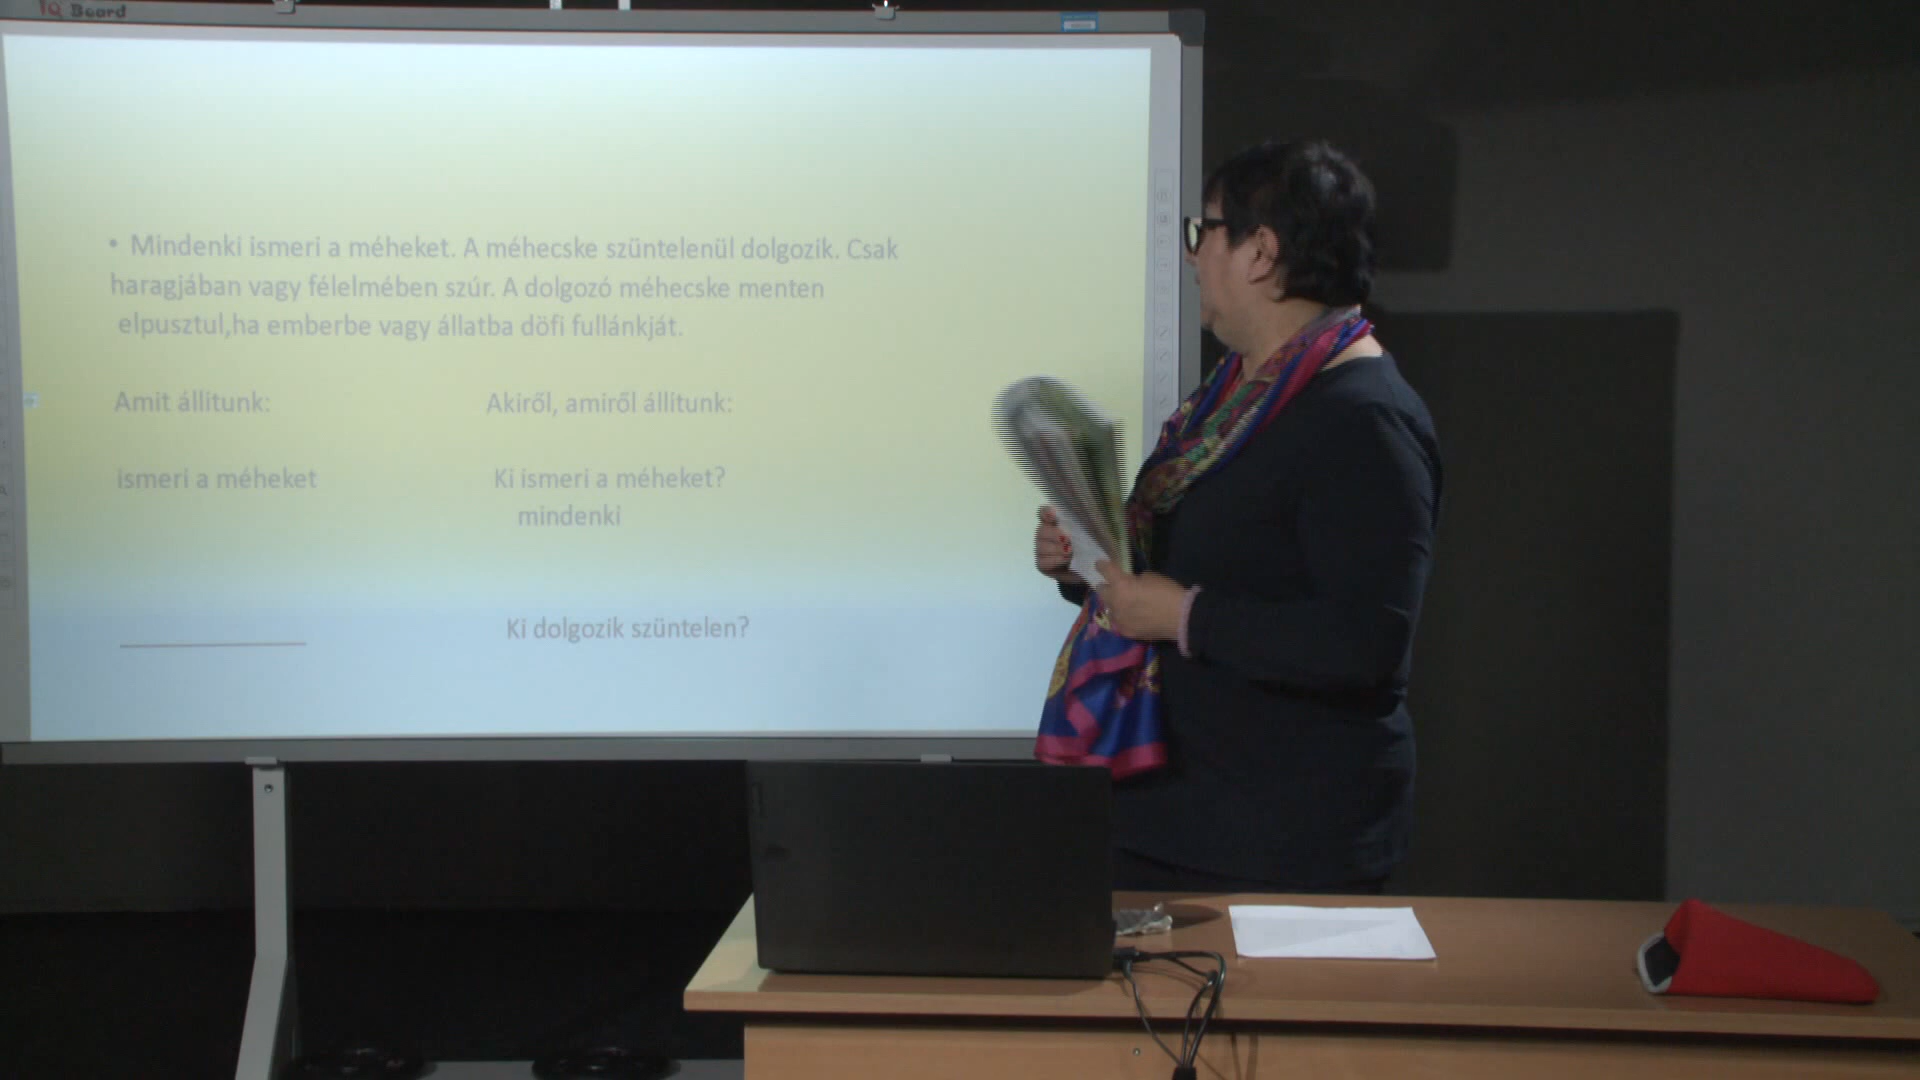 IQ Board
• Mindenki ismeri a méheket. A méhecske szüntelenül dolgozik. Csak
haragjában vagy félelmében szúr. A dolgozó méhecske menten
elpusztul,ha emberbe vagy állatba döfi fullánkját.
Amit állítunk: Akiről, amiről állítunk:
ismeri a méheket Ki ismeri a méheket?
mindenki
Ki dolgozik szüntelen?